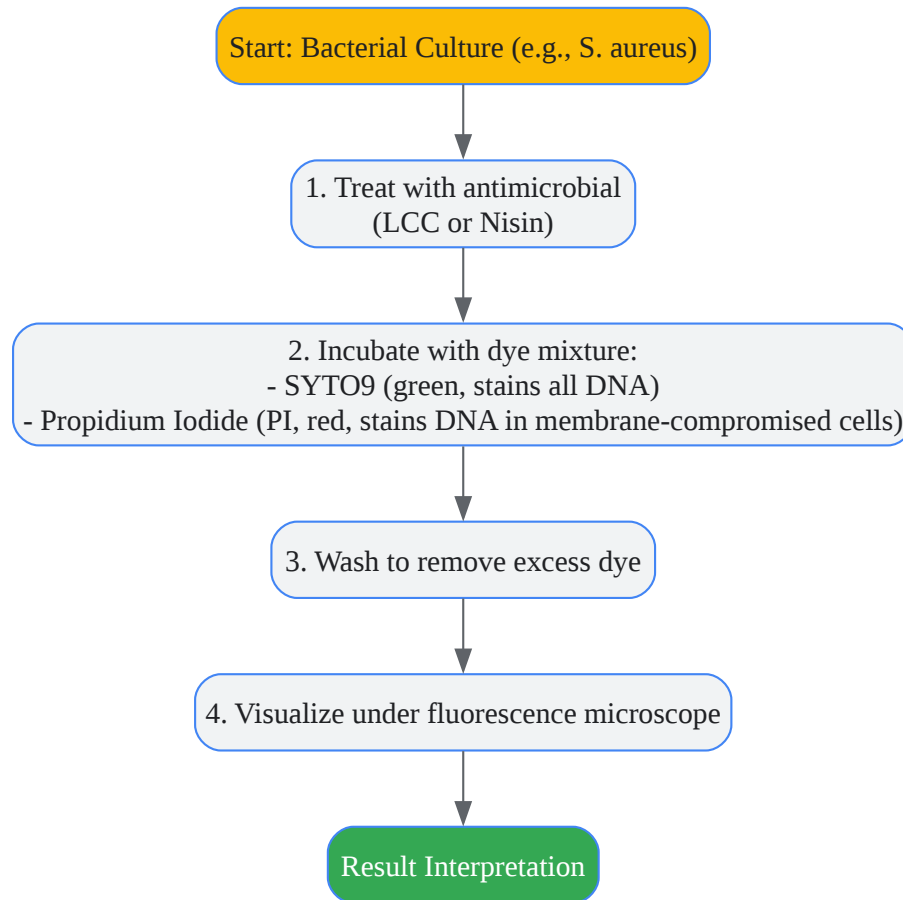 Start: Bacterial Culture (e.g., S. aureus)
1. Treat with antimicrobial
(LCC or Nisin)
2. Incubate with dye mixture:
- SYTO9 (green, stains all DNA)
- Propidium Iodide (PI, red, stains DNA in membrane-compromised cells)
3. Wash to remove excess dye
4. Visualize under fluorescence microscope
Result Interpretation